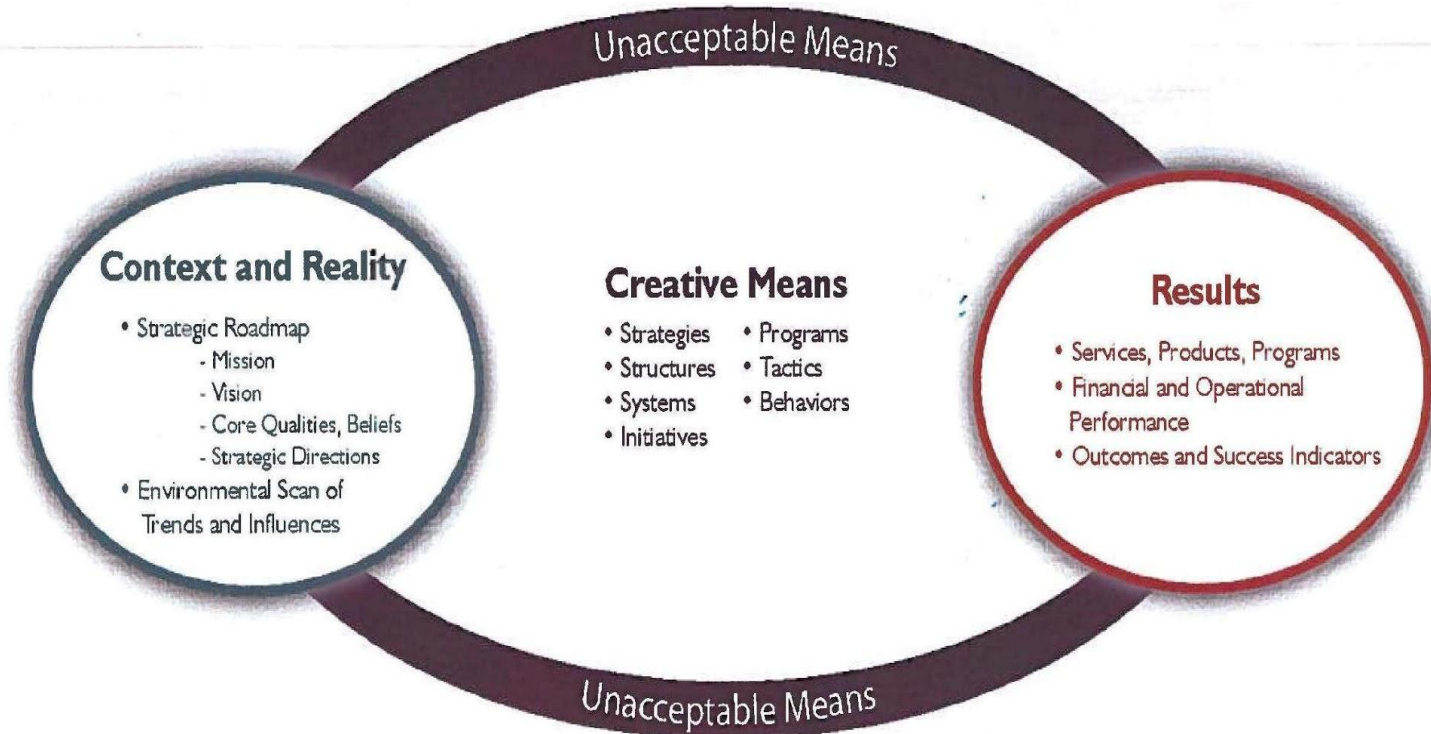 Unacceptable Means
Context and Reality
• Strategic Roadmap
- Mission
- Vision
- Core Qualities, Beliefs
- Strategic Directions
• Environmental Scan of
Trends and Influences
Creative Means
• Strategies
• Structures
• Systems
• Initiatives
• Programs
• Tactics
• Behaviors
Results
• Services, Products, Programs
• Financial and Operational
Performance
• Outcomes and Success Indicators
Unacceptable Means